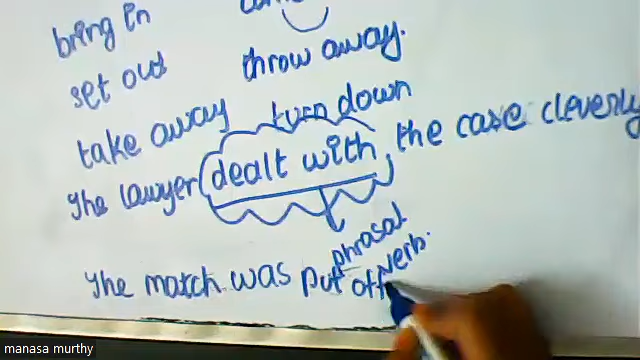 bring in
set out throw away.
take away turn down
The lawyer dealt with the case cleverly
phrasal verb.
The match was put off
manasa murthy